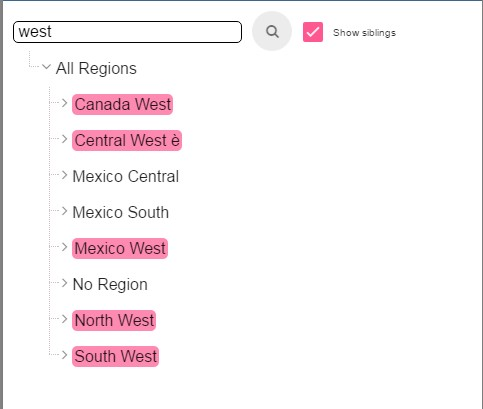 west
Show siblings
All Regions
Canada West
Central West è
Mexico Central
Mexico South
Mexico West
No Region
North West
South West